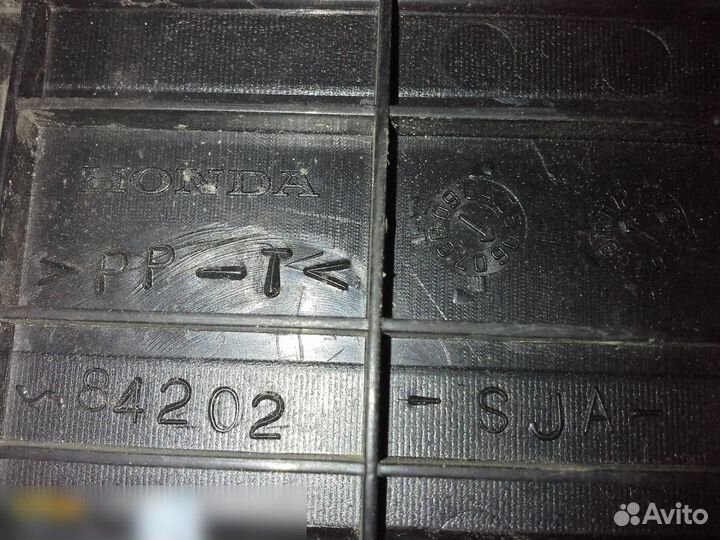 HONDA
>PP-T<
~84202 - SJA-
Avito